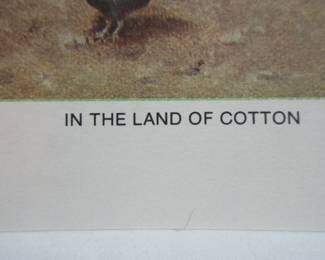 IN THE LAND OF COTTON